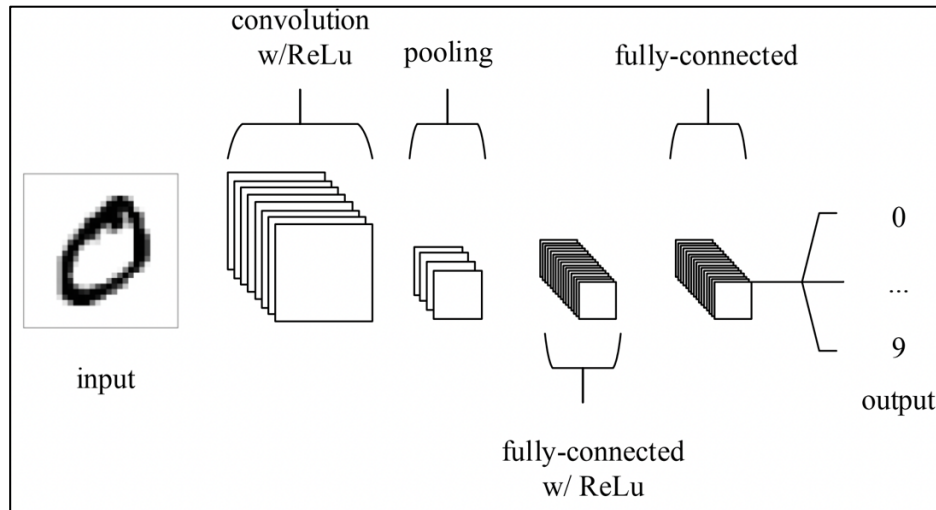 convolution
w/ReLu
pooling
fully-connected
input
fully-connected
w/ ReLu
0
...
9
output